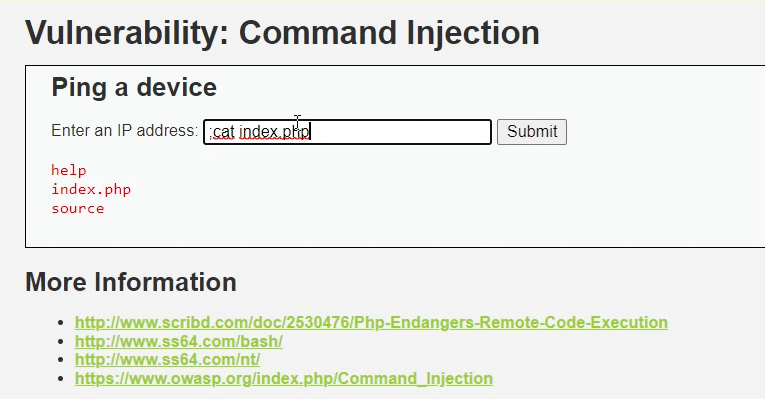 Vulnerability: Command Injection
Ping a device
Enter an IP address: ;cat index.php Submit
help
index.php
source
More Information
http://www.scribd.com/doc/2530476/Php-Endangers-Remote-Code-Execution
http://www.ss64.com/bash/
http://www.ss64.com/nt/
https://www.owasp.org/index.php/Command_Injection